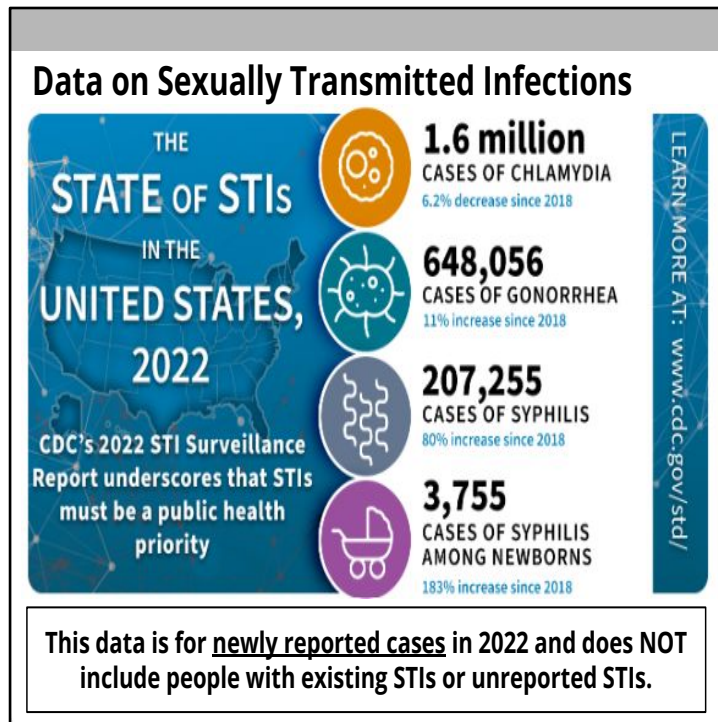 Data on Sexually Transmitted Infections
THE
STATE OF STIs
IN THE
UNITED STATES,
2022
CDC's 2022 STI Surveillance
Report underscores that STIs
must be a public health
priority
1.6 million
CASES OF CHLAMYDIA
6.2% decrease since 2018
648,056
CASES OF GONORRHEA
11% increase since 2018
207,255
CASES OF SYPHILIS
80% increase since 2018
3,755
CASES OF SYPHILIS
AMONG NEWBORNS
183% increase since 2018
LEARN MORE AT: www.cdc.gov/std/
This data is for newly reported cases in 2022 and does NOT
include people with existing STIs or unreported STIs.